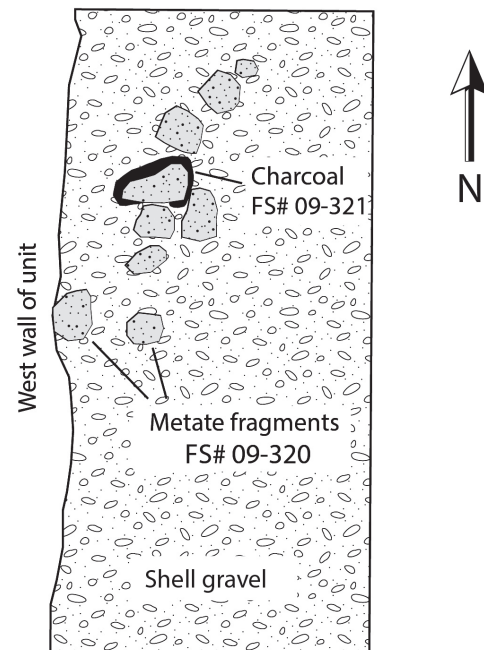 Charcoal
FS# 09-321
N
West wall of unit
Metate fragments
FS# 09-320
Shell gravel